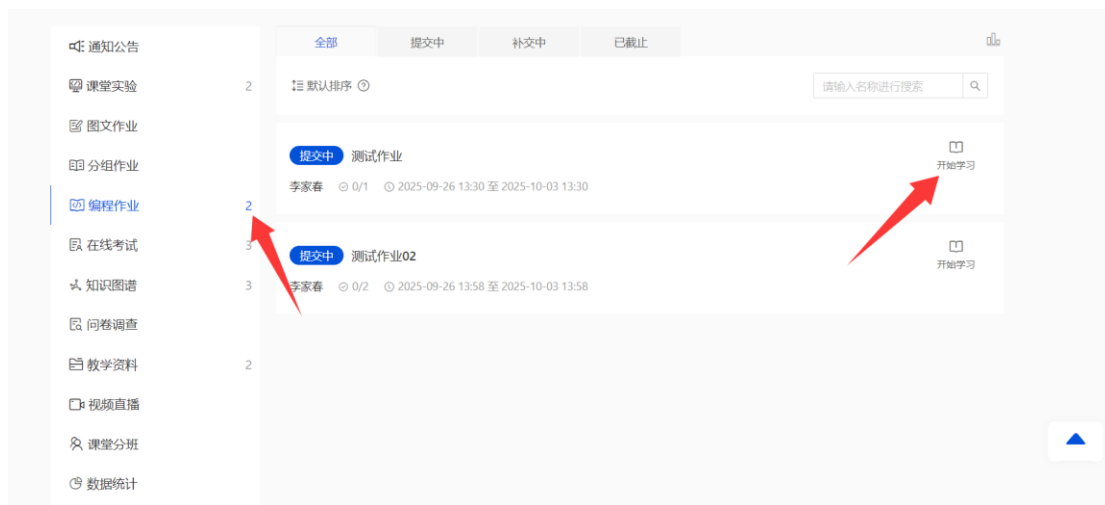 通知公告
课堂实验 2
图文作业
分组作业
编程作业 2
在线考试 3
知识图谱 3
问卷调查
教学资料 2
视频直播
课堂分班
数据统计
全部 提交中 补交中 已截止
默认排序 请输入名称进行搜索
提交中 测试作业
开始学习
李家春 0/1 2025-09-26 13:30 至 2025-10-03 13:30
提交中 测试作业02
开始学习
李家春 0/2 2025-09-26 13:58 至 2025-10-03 13:58